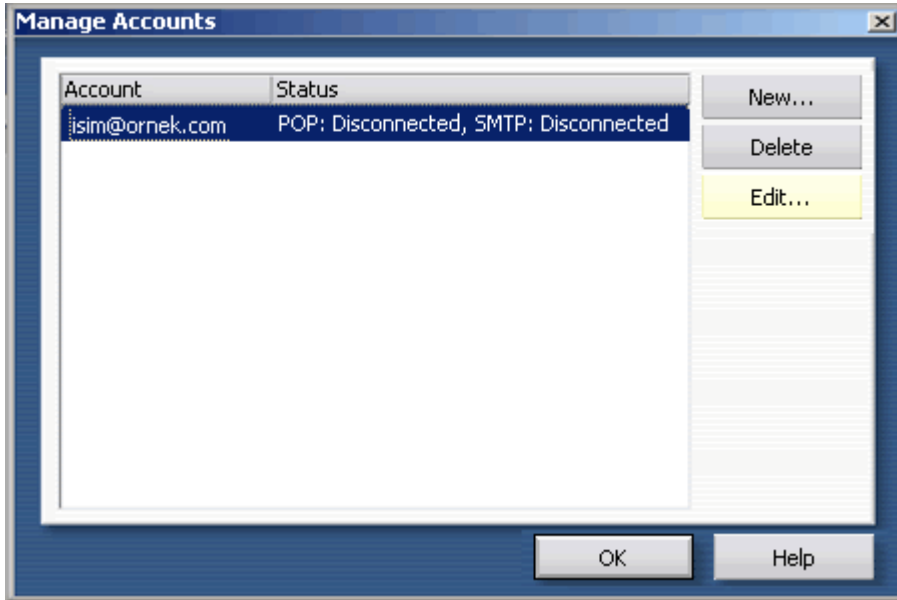 Manage Accounts
Account Status
isim@ornek.com POP: Disconnected, SMTP: Disconnected
New...
Delete
Edit...
OK Help